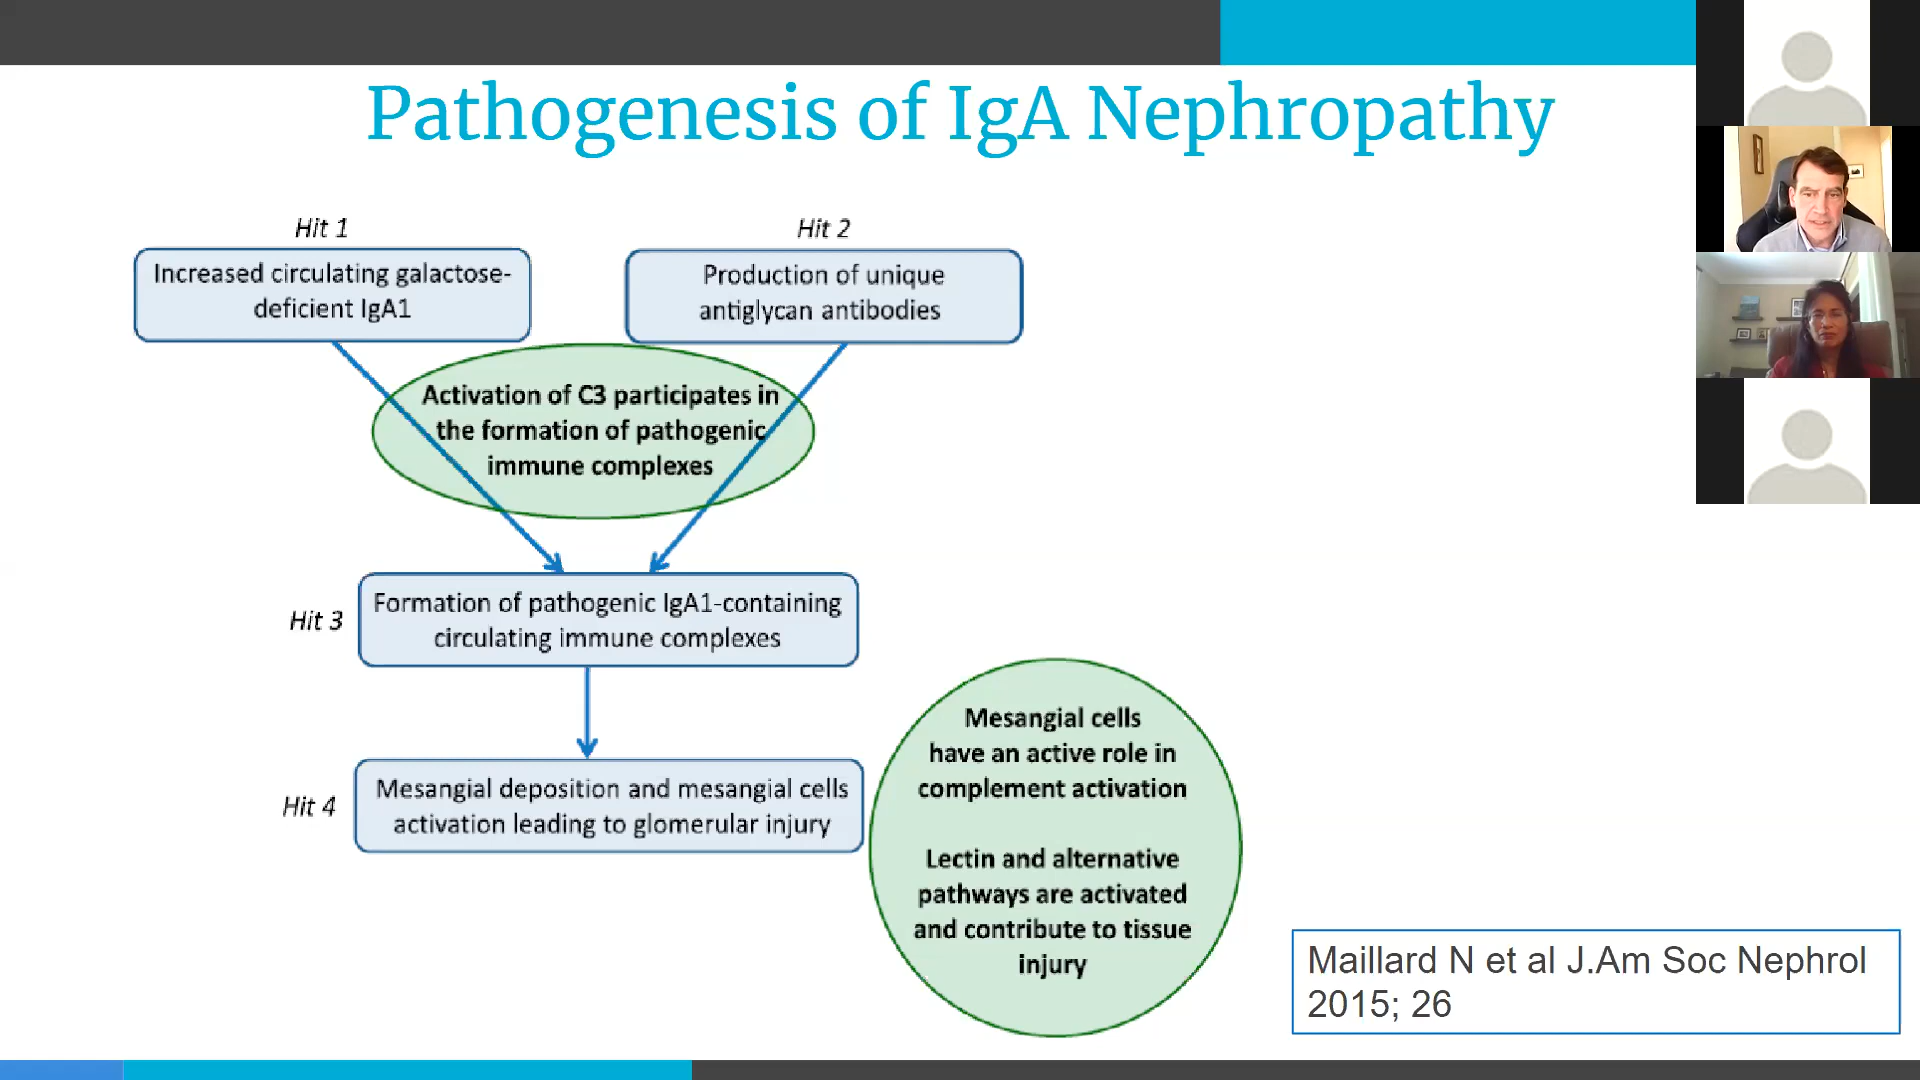 Pathogenesis of IgA Nephropathy
Hit 1
Increased circulating galactose-
deficient IgA1
Hit 2
Production of unique
antiglycan antibodies
Activation of C3 participates in
the formation of pathogenic
immune complexes
Hit 3
Formation of pathogenic IgA1-containing
circulating immune complexes
Hit 4
Mesangial deposition and mesangial cells
activation leading to glomerular injury
Mesangial cells
have an active role in
complement activation
Lectin and alternative
pathways are activated
and contribute to tissue
injury
Maillard N et al J.Am Soc Nephrol
2015; 26